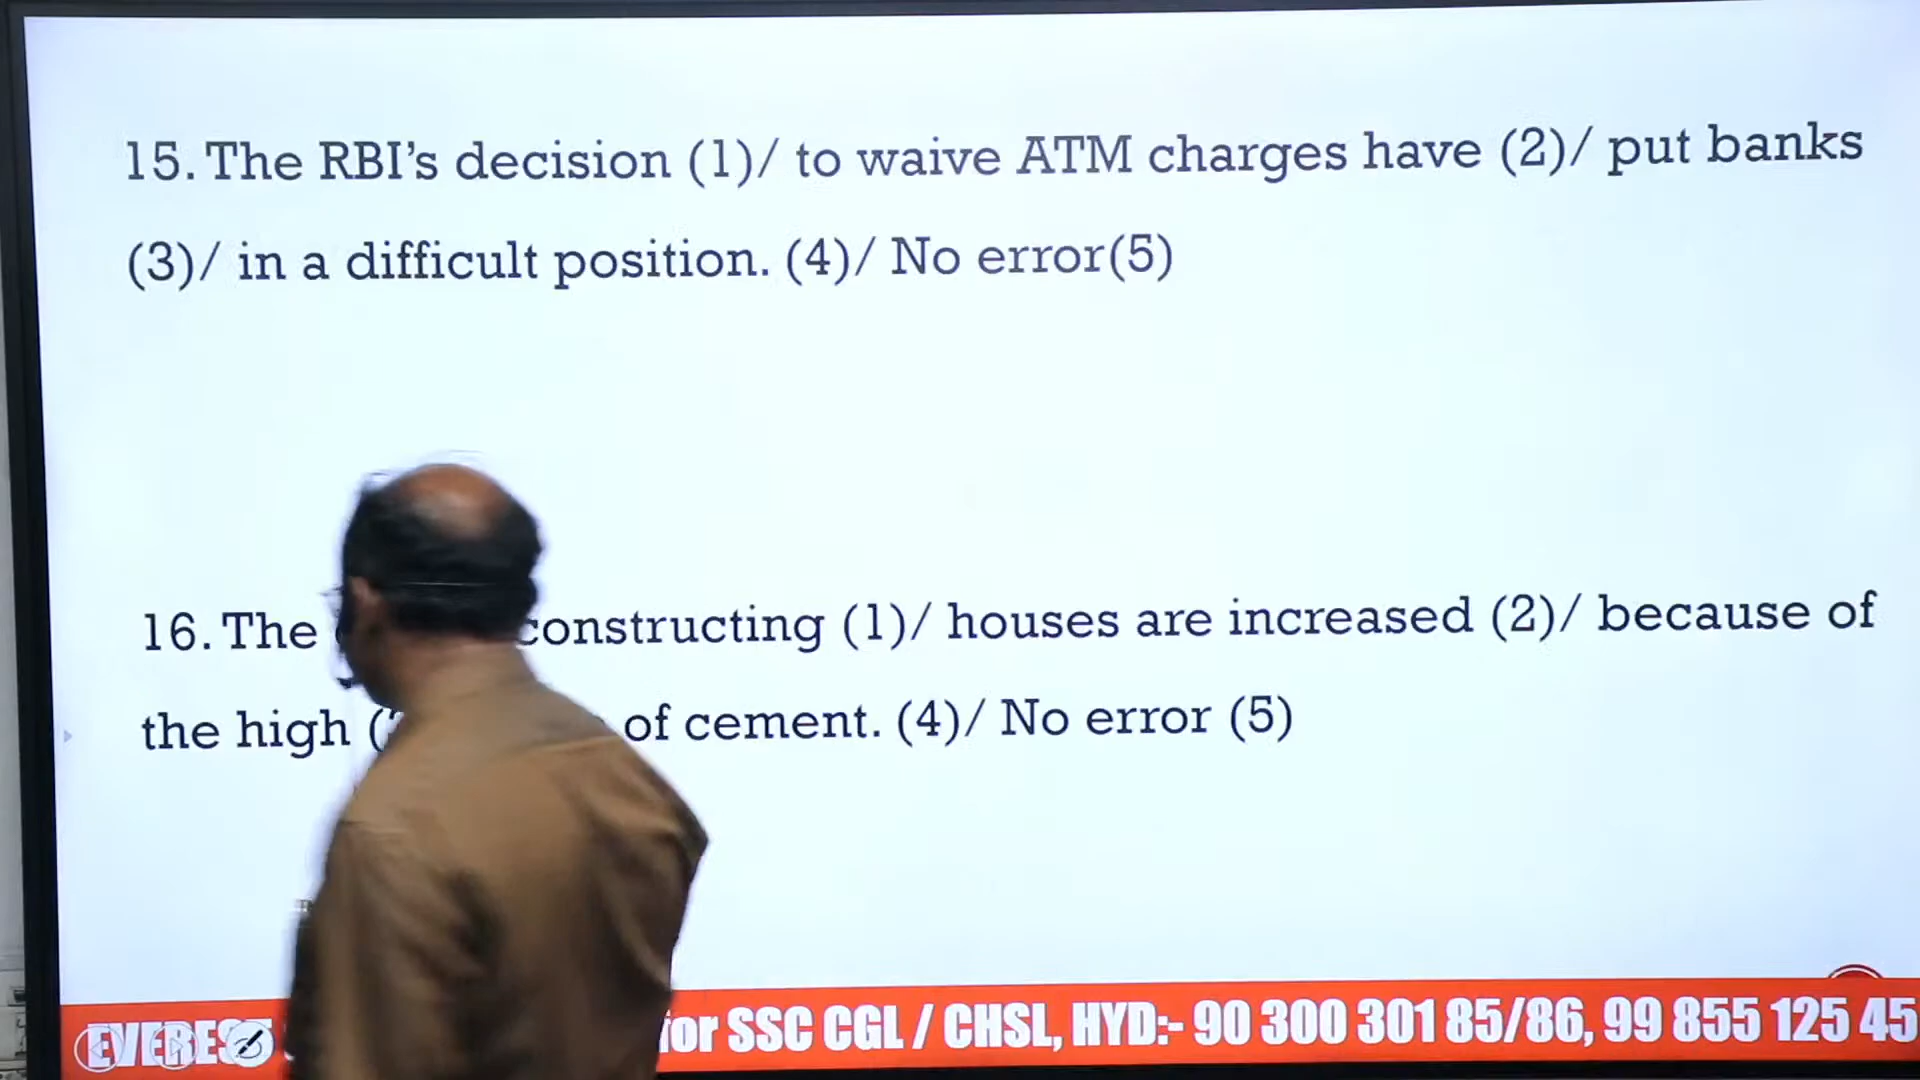 15. The RBI's decision (1)/ to waive ATM charges have (2)/ put banks
(3)/ in a difficult position. (4)/ No error(5)
16. The constructing (1)/ houses are increased (2)/ because of
the high of cement. (4)/ No error (5)
EVEREST for SSC CGL / CHSL, HYD:- 90 300 301 85/86, 99 855 125 45